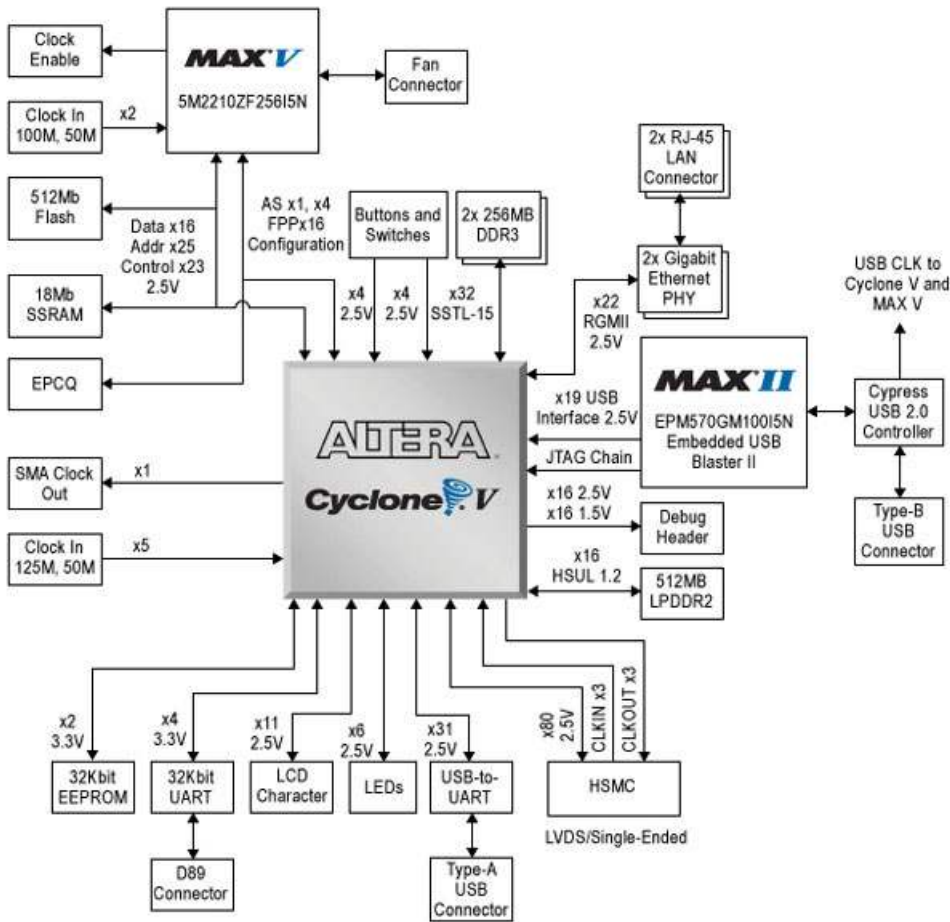 Clock
Enable
MAX V
5M2210ZF256I5N
Fan
Connector
Clock In
100M, 50M
x2
2x RJ-45
LAN
Connector
512Mb
Flash
Data x16
Addr x25
Control x23
2.5V
AS x1, x4
FPPx16
Configuration
Buttons and
Switches
2x 256MB
DDR3
2x Gigabit
Ethernet
PHY
USB CLK to
Cyclone V and
MAX V
18Mb
SSRAM
x4
2.5V
x4
2.5V
x32
SSTL-15
x22
RGMII
2.5V
EPCQ
MAX II
EPM570GM100I5N
Embedded USB
Blaster II
x19 USB
Interface 2.5V
Cypress
USB 2.0
Controller
ALTERA
Cyclone V
JTAG Chain
SMA Clock
Out
x1
x16 2.5V
x16 1.5V
Debug
Header
Type-B
USB
Connector
Clock In
125M, 50M
x5
x16
HSUL 1.2
512MB
LPDDR2
x2
3.3V
x4
3.3V
x11
2.5V
x6
2.5V
x31
2.5V
x80
2.5V
CLKIN x3
CLKOUT x3
32Kbit
EEPROM
32Kbit
UART
LCD
Character
LEDs
USB-to-
UART
HSMC
LVDS/Single-Ended
D89
Connector
Type-A
USB
Connector